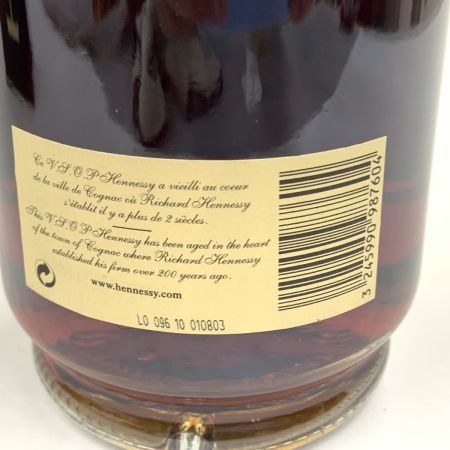 Ce V.S.O.P Hennessy a vieilli au coeur
de la ville de Cognac où Richard Hennessy
s'établit il y a plus de 2 siècles.
This V.S.O.P Hennessy has been aged in the heart
of the town of Cognac where Richard Hennessy
established his firm over 200 years ago.
www.hennessy.com
3 245990 987604
L0 096 10 010803